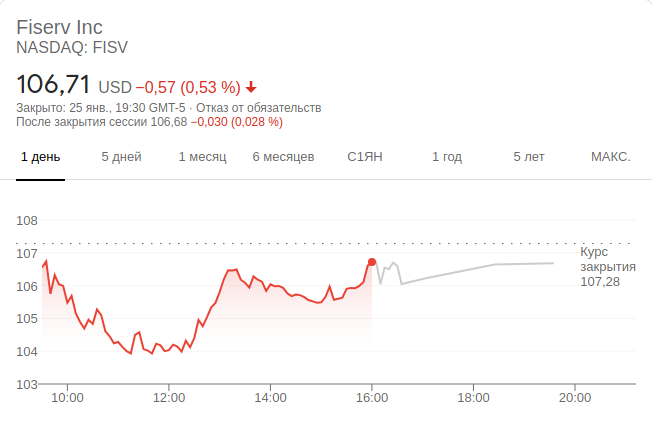 Fiserv Inc
NASDAQ: FISV
106,71 USD −0,57 (0,53 %)
Закрыто: 25 янв., 19:30 GMT-5 · Отказ от обязательств
После закрытия сессии 106,68 −0,030 (0,028 %)
1 день 5 дней 1 месяц 6 месяцев С1ЯН 1 год 5 лет МАКС.
108
107
106
105
104
103
Курс
закрытия
107,28
10:00 12:00 14:00 16:00 18:00 20:00